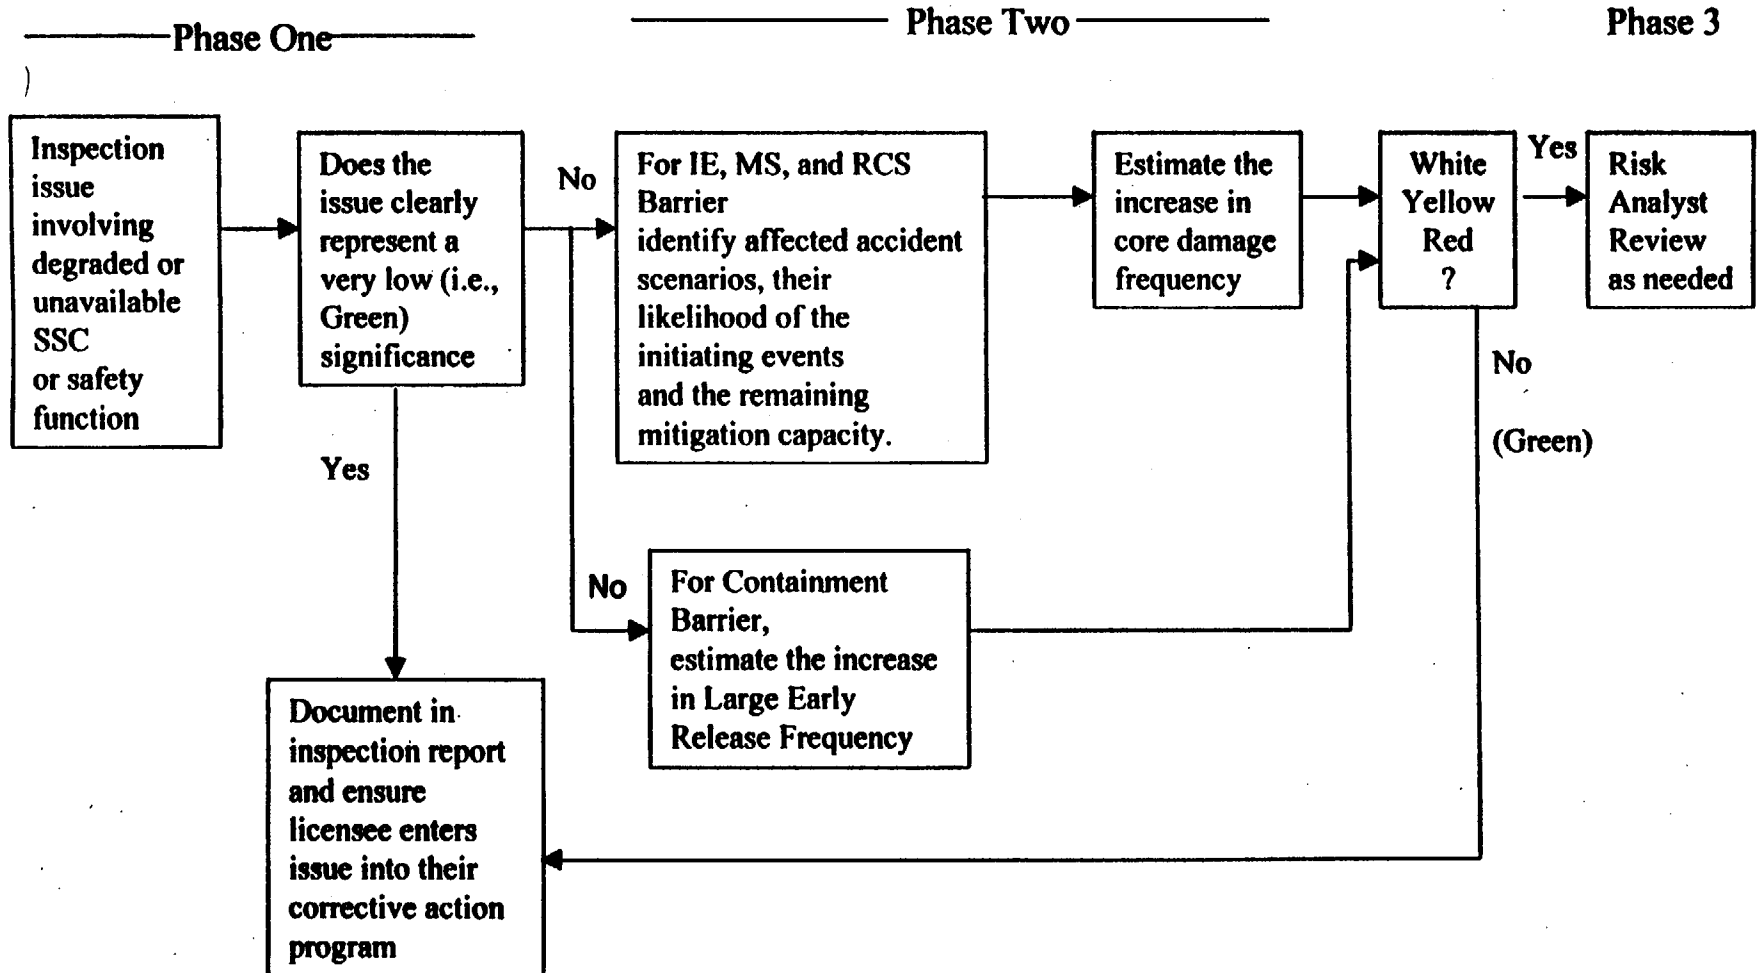 Phase One
Phase Two
Phase 3
Inspection
issue
involving
degraded or
unavailable
SSC
or safety
function
Does the
issue clearly
represent a
very low (i.e.,
Green)
significance
No
For IE, MS, and RCS
Barrier
identify affected accident
scenarios, their
likelihood of the
initiating events
and the remaining
mitigation capacity.
Estimate the
increase in
core damage
frequency
White
Yellow
Red
?
Yes
Risk
Analyst
Review
as needed
No
(Green)
Yes
No
For Containment
Barrier,
estimate the increase
in Large Early
Release Frequency
Document in
inspection report
and ensure
licensee enters
issue into their
corrective action
program